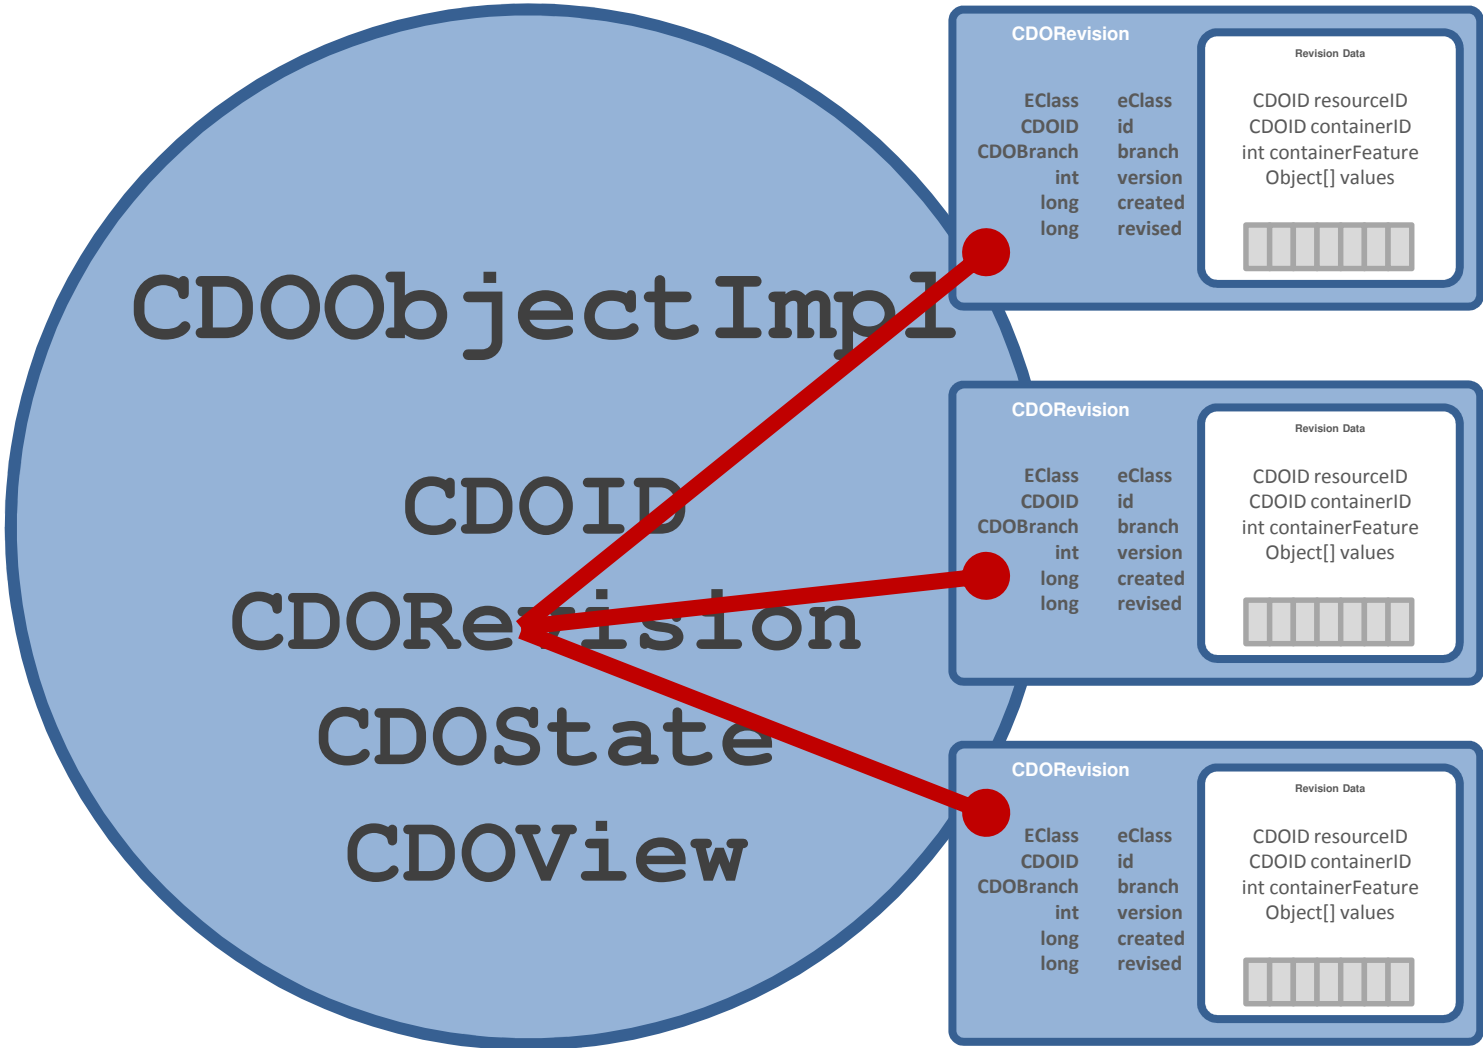 CDOObjectImpl
CDOID
CDORevision
CDOState
CDOView
CDORevision
EClass eClass
CDOID id
CDOBranch branch
int version
long created
long revised
Revision Data
CDOID resourceID
CDOID containerID
int containerFeature
Object[] values
CDORevision
EClass eClass
CDOID id
CDOBranch branch
int version
long created
long revised
Revision Data
CDOID resourceID
CDOID containerID
int containerFeature
Object[] values
CDORevision
EClass eClass
CDOID id
CDOBranch branch
int version
long created
long revised
Revision Data
CDOID resourceID
CDOID containerID
int containerFeature
Object[] values